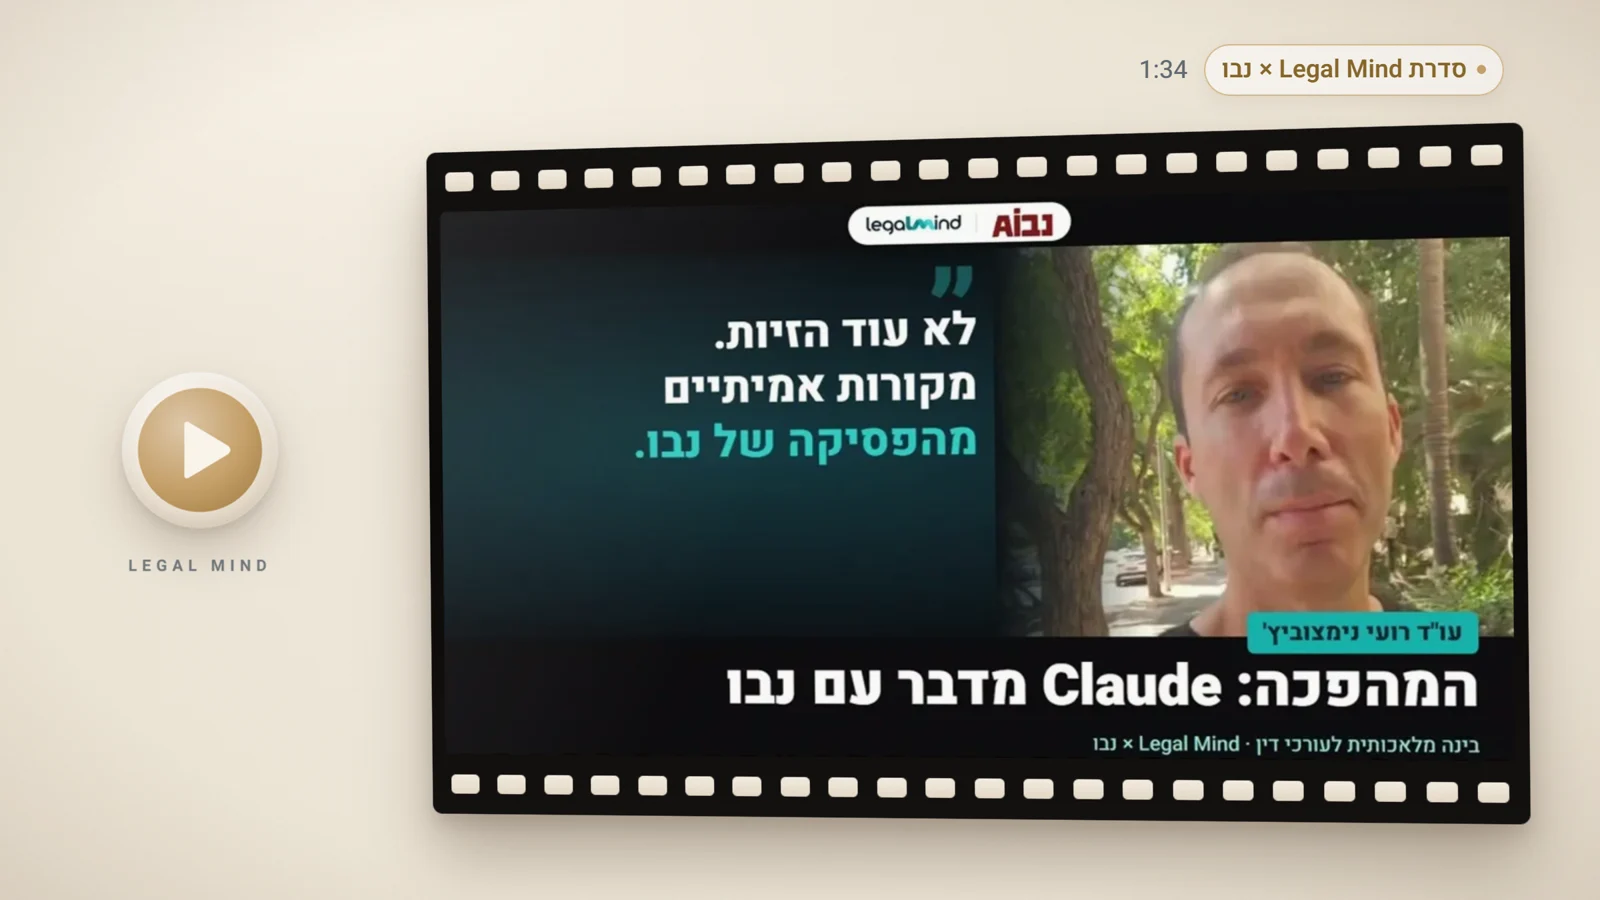 סדרת Legal Mind × נבו
1:34
legalmind
נבוAi
”
לא עוד הזיות.
מקורות אמיתיים
מהפסיקה של נבו.
עו"ד רועי נימצוביץ'
המהפכה: Claude מדבר עם נבו
בינה מלאכותית לעורכי דין · Legal Mind × נבו
LEGAL MIND